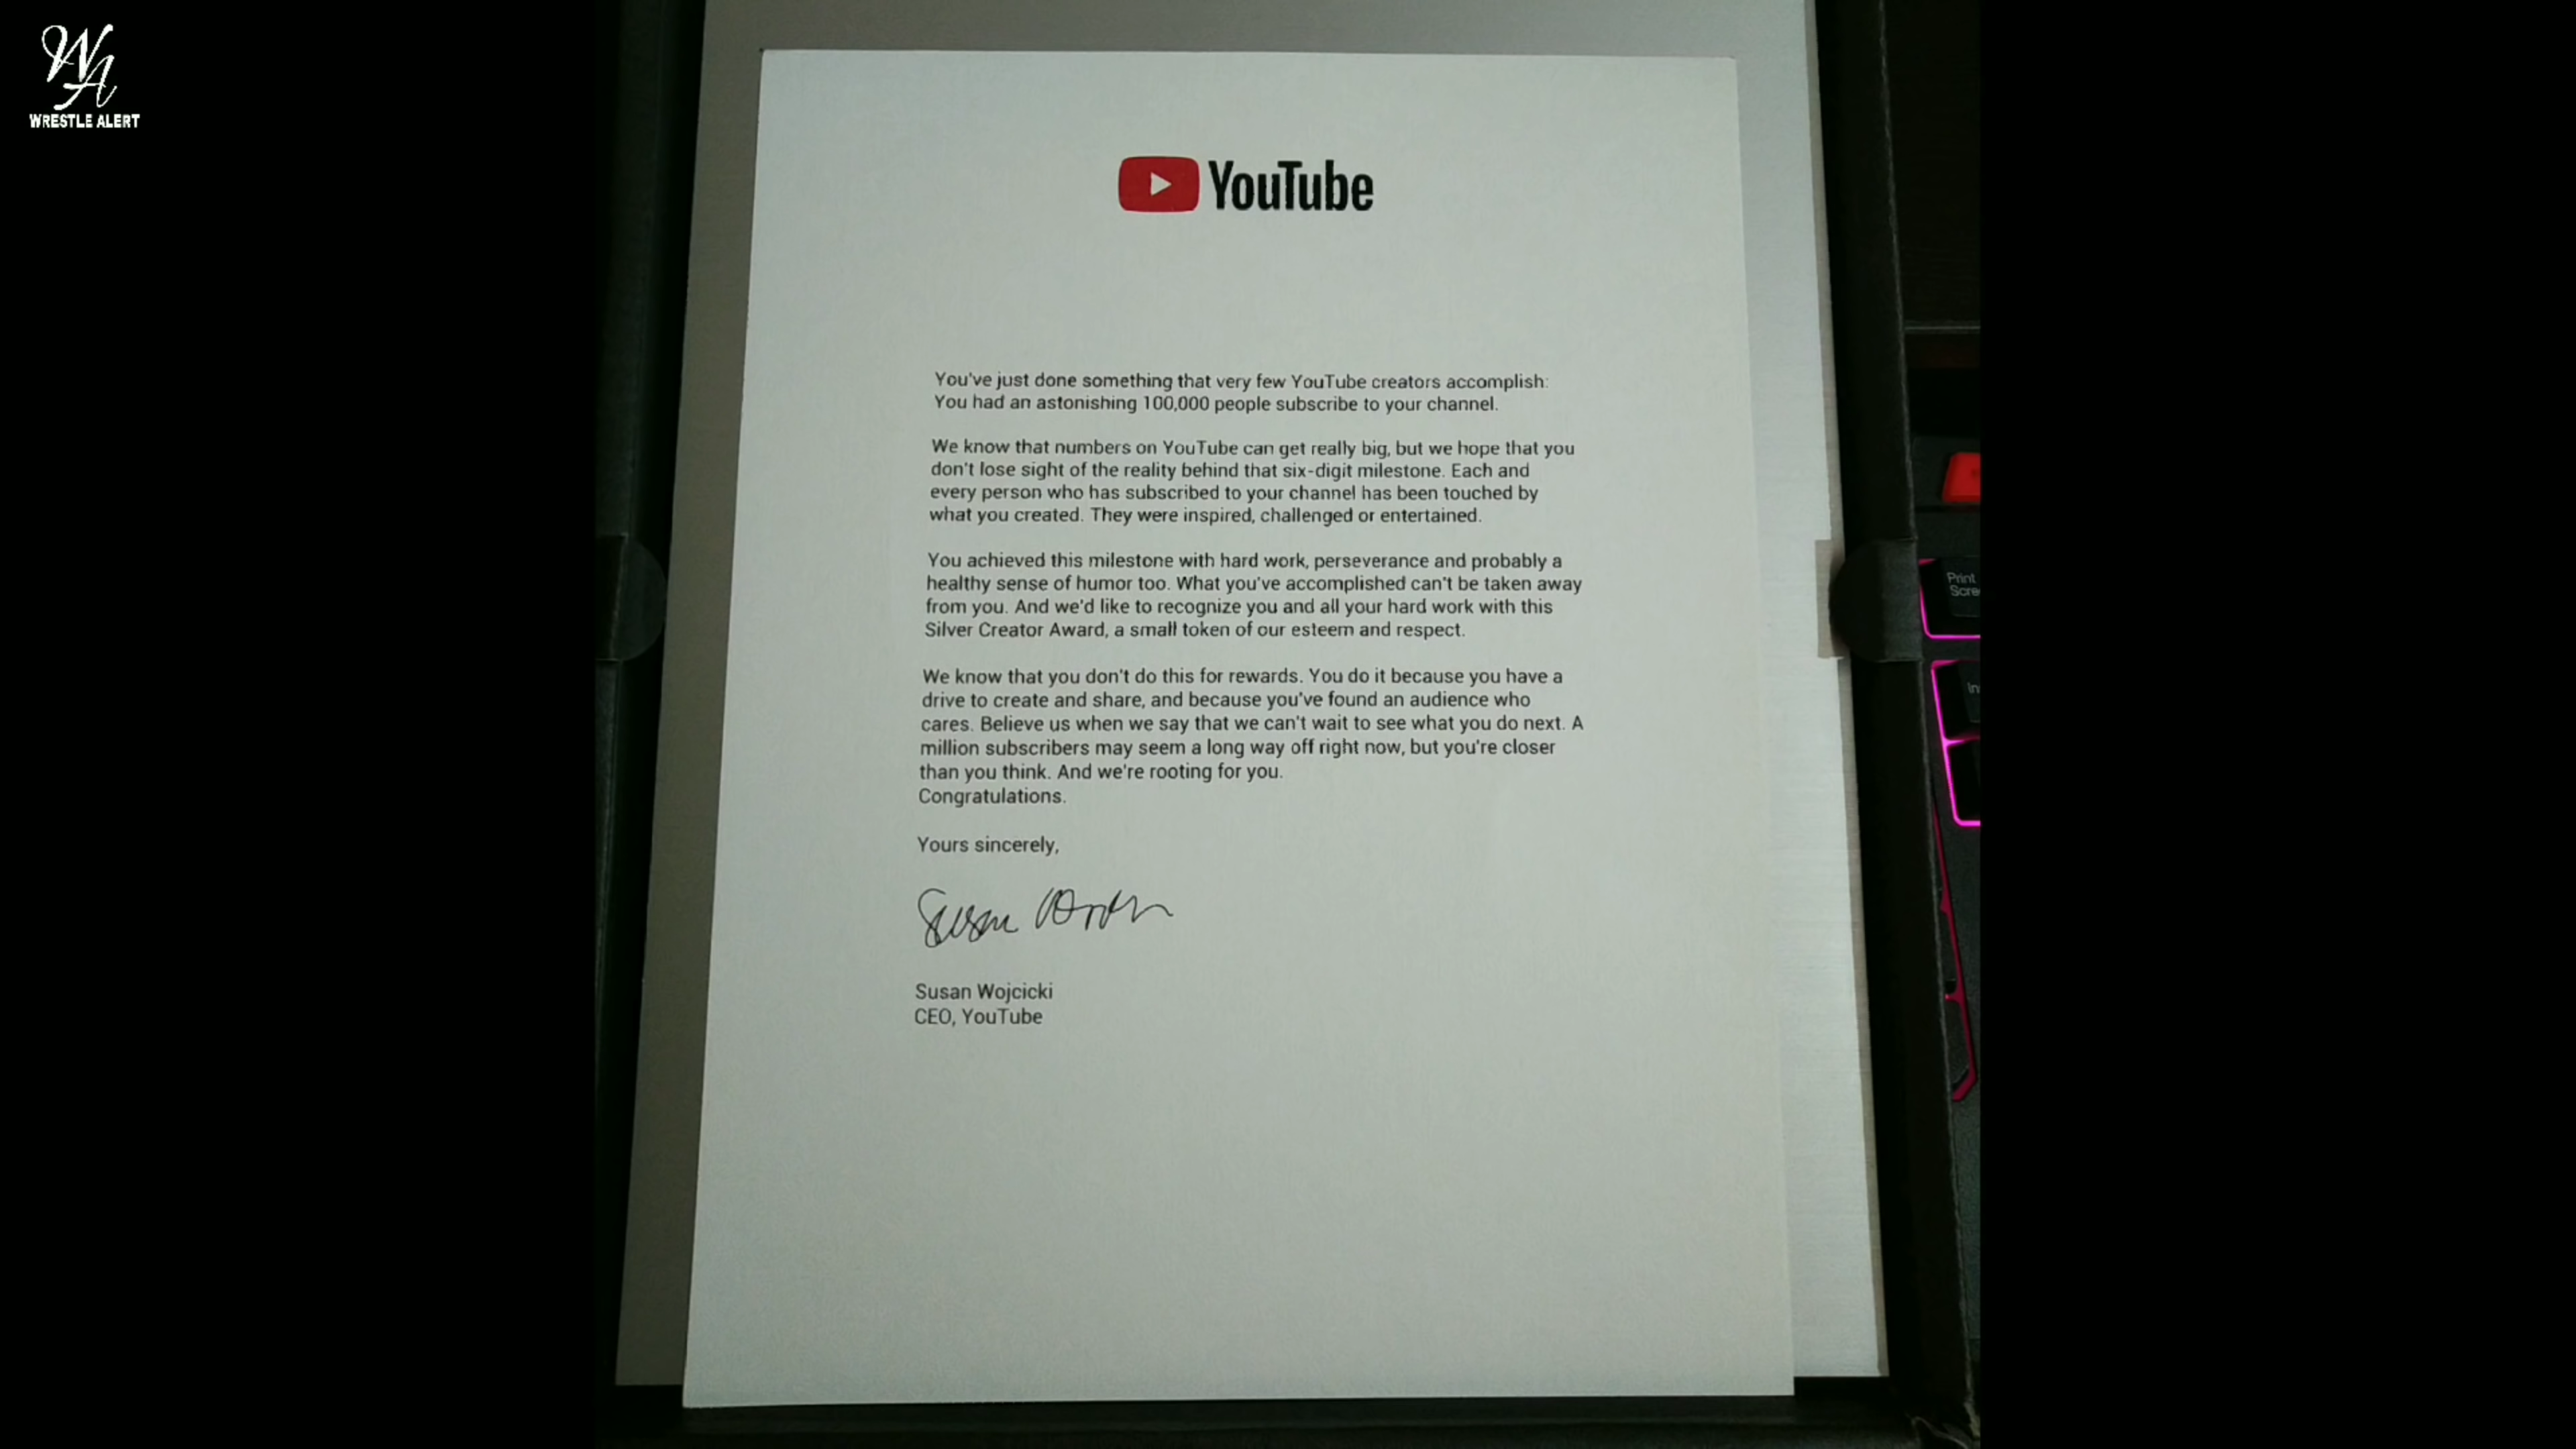 WA
WRESTLE ALERT
YouTube
You've just done something that very few YouTube creators accomplish:
You had an astonishing 100,000 people subscribe to your channel.
We know that numbers on YouTube can get really big, but we hope that you
don't lose sight of the reality behind that six-digit milestone. Each and
every person who has subscribed to your channel has been touched by
what you created. They were inspired, challenged or entertained.
You achieved this milestone with hard work, perseverance and probably a
healthy sense of humor too. What you've accomplished can't be taken away
from you. And we'd like to recognize you and all your hard work with this
Silver Creator Award, a small token of our esteem and respect.
We know that you don't do this for rewards. You do it because you have a
drive to create and share, and because you've found an audience who
cares. Believe us when we say that we can't wait to see what you do next. A
million subscribers may seem a long way off right now, but you're closer
than you think. And we're rooting for you.
Congratulations.
Yours sincerely,
Susan
Susan Wojcicki
CEO, YouTube
Print